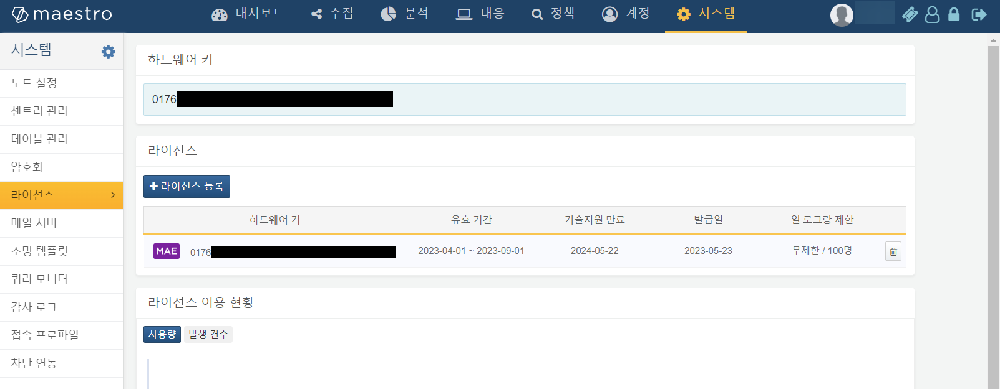 maestro 대시보드 수집 분석 대응 정책 계정 시스템
시스템
노드 설정
센트리 관리
테이블 관리
암호화
라이선스
메일 서버
소명 템플릿
쿼리 모니터
감사 로그
접속 프로파일
차단 연동
하드웨어 키
0176
라이선스
라이선스 등록
하드웨어 키 유효 기간 기술지원 만료 발급일 일 로그량 제한
MAE 0176 2023-04-01 ~ 2023-09-01 2024-05-22 2023-05-23 무제한 / 100명
라이선스 이용 현황
사용량 발생 건수